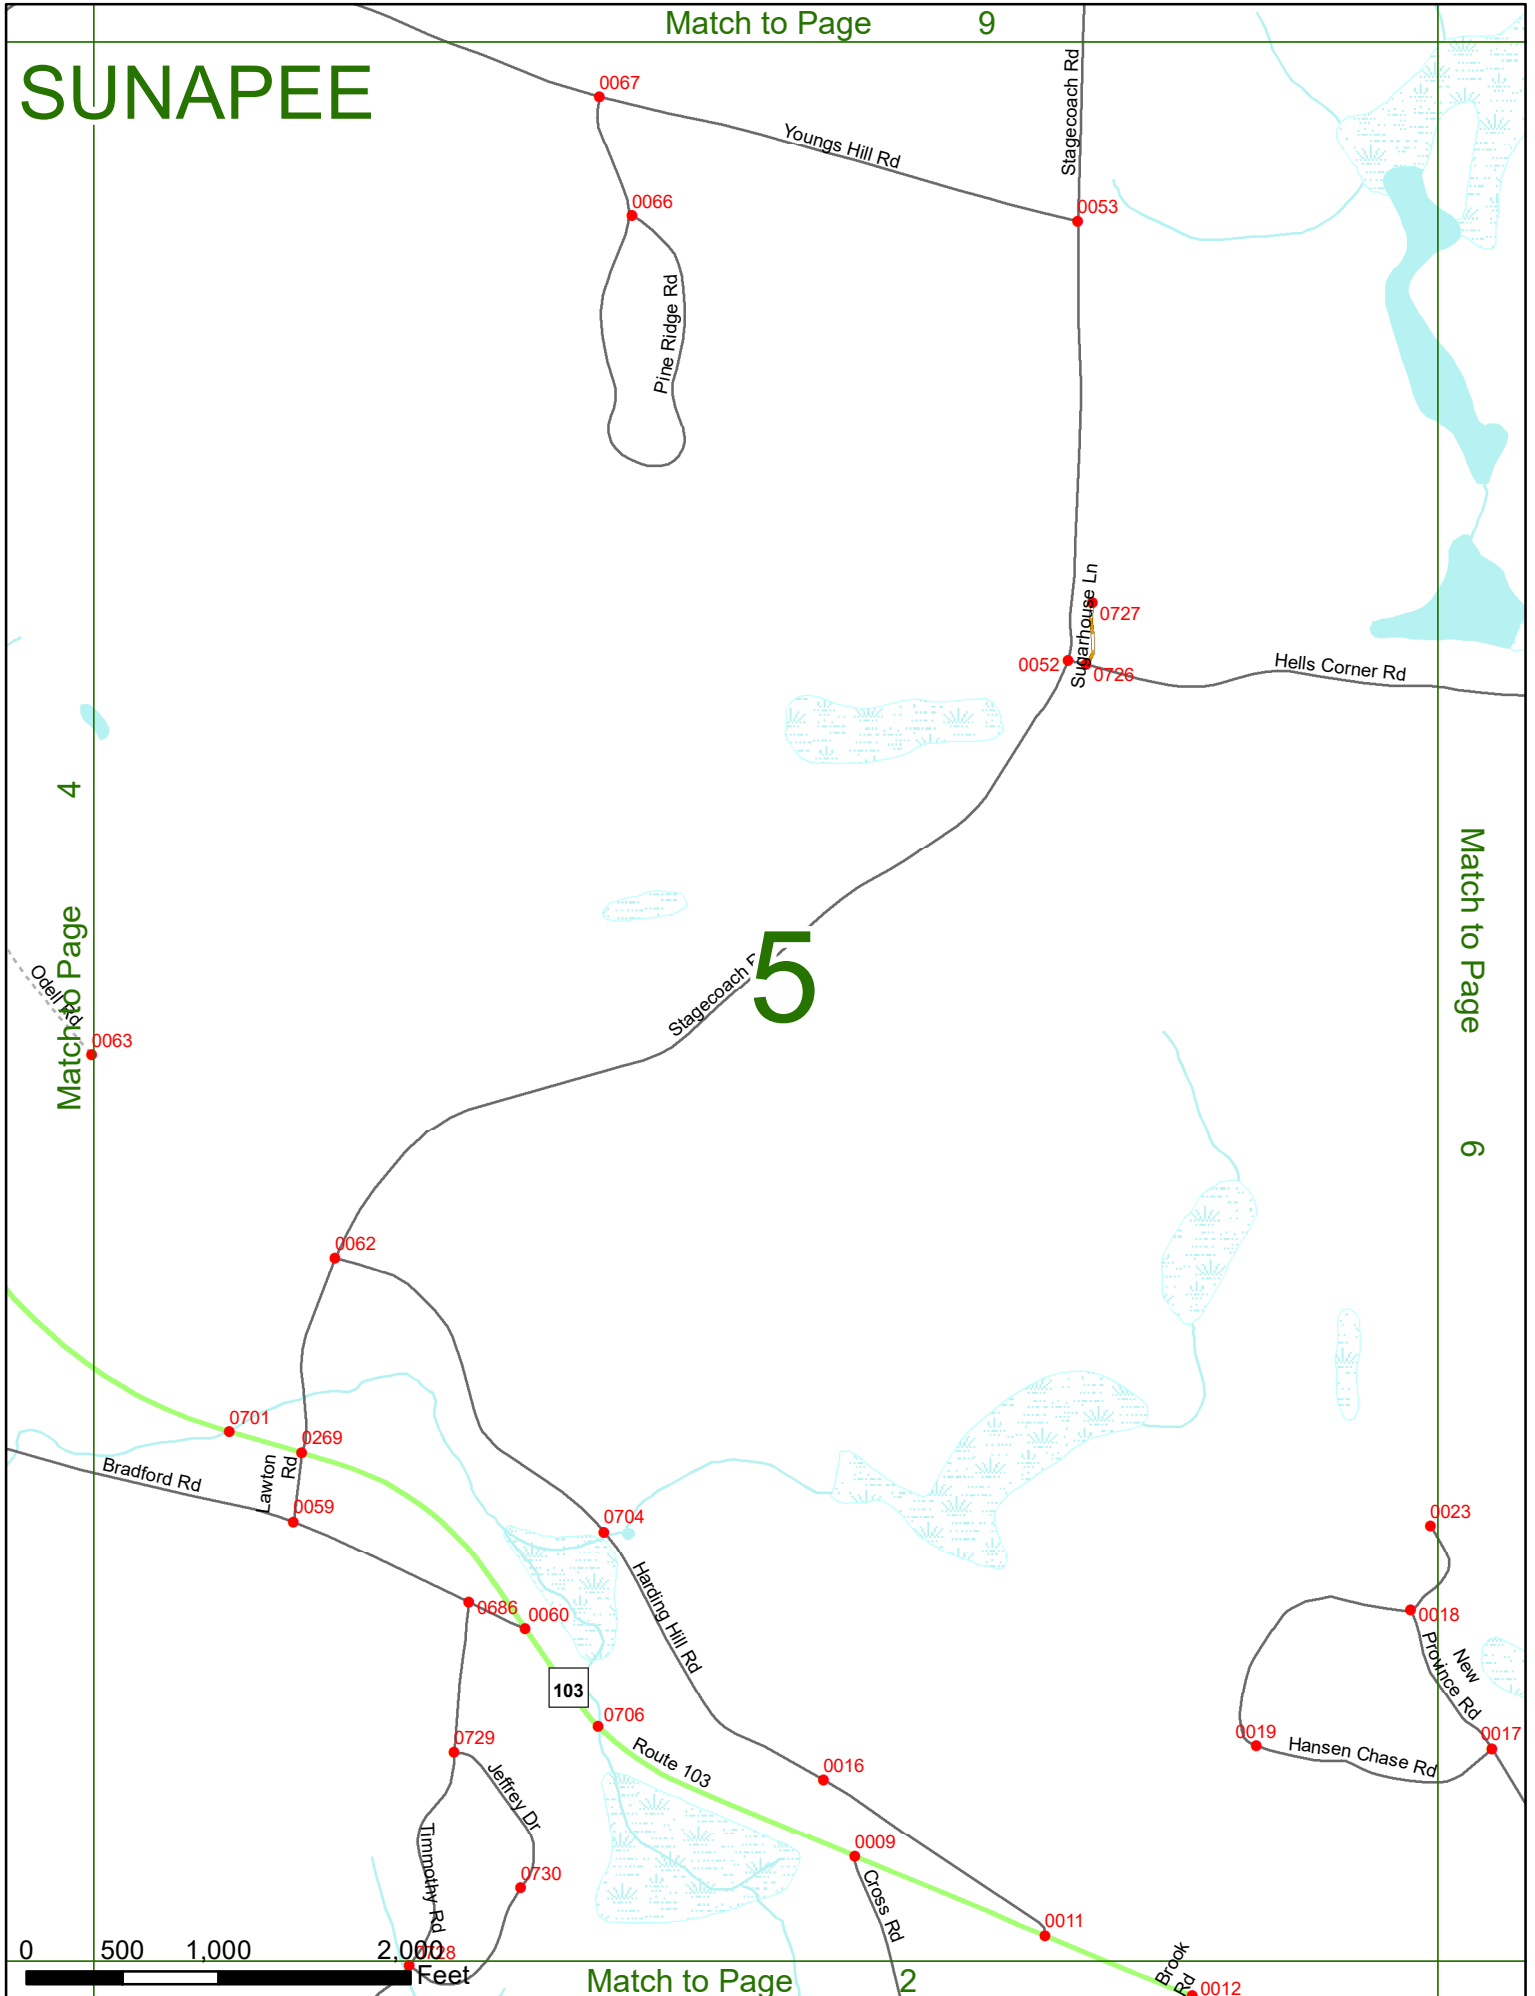 Match to Page 9
SUNAPEE
0067
Youngs Hill Rd
Stagecoach Rd
0066
0053
Pine Ridge Rd
Sugarhouse Ln
0727
0052
0726
Hells Corner Rd
Match to Page 4
Match to Page 6
5
Stagecoach
Odell Rd
0063
0062
0701
0269
Bradford Rd
Lawton
Rd
0059
0704
0023
0686
0060
Harding Hill Rd
0018
New
Province Rd
103
0706
0729
Route 103
0016
0019
Hansen Chase Rd
0017
Jeffrey Dr
Timmothy Rd
0730
0009
Cross Rd
0011
Brook
Rd
0012
0728
0 500 1,000 2,000
Feet
Match to Page 2